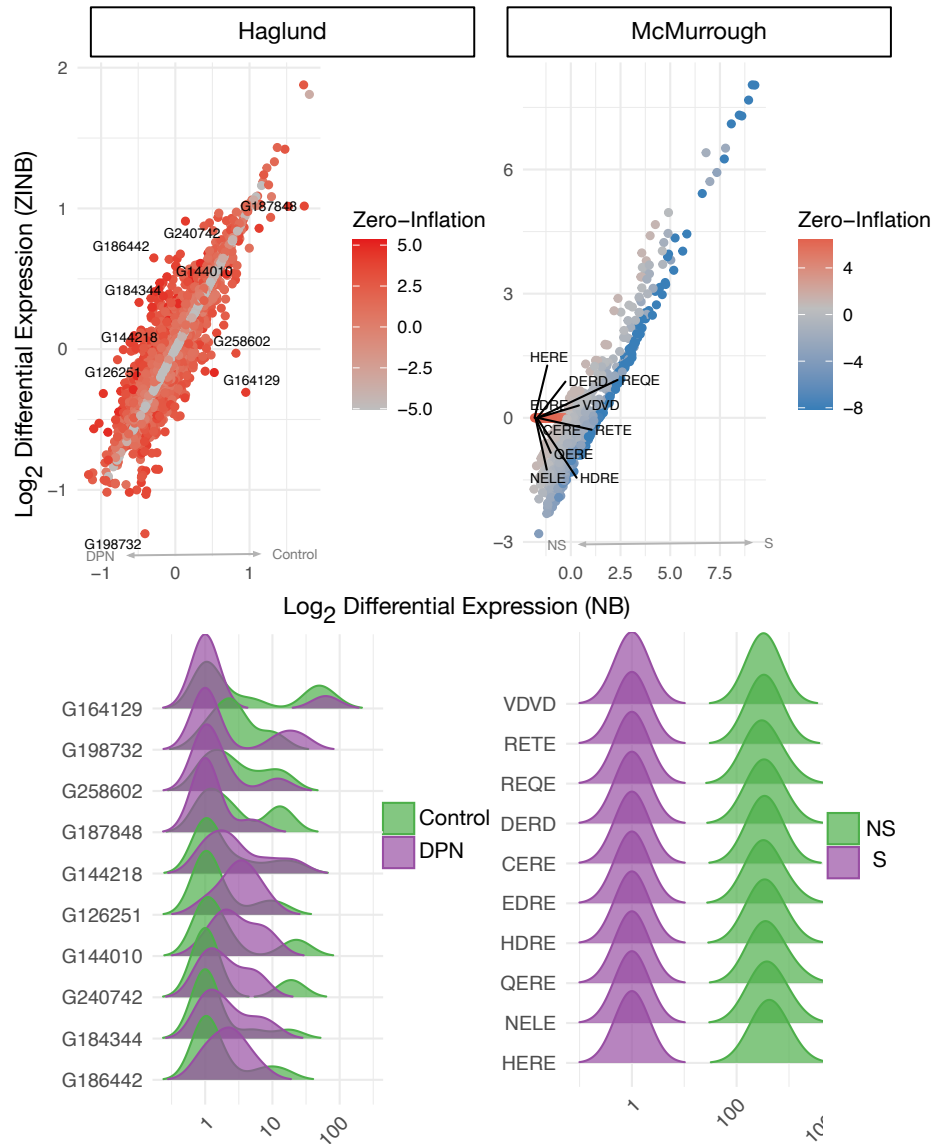 Haglund
McMurrough
Log2 Differential Expression (ZINB)
2
1
0
−1
G187848
G240742
G186442
G144010
G184344
G144218
G258602
G126251
G164129
G198732
DPN
Control
−1
0
1
Zero−Inflation
5.0
2.5
0.0
−2.5
−5.0
6
3
0
−3
HERE
DERD
REQE
EDRE
VDVD
CERE
RETE
QERE
NELE
HDRE
NS
S
0.0
2.5
5.0
7.5
Zero−Inflation
4
0
−4
−8
Log2 Differential Expression (NB)
G164129
G198732
G258602
G187848
G144218
G126251
G144010
G240742
G184344
G186442
1
10
100
Control
DPN
VDVD
RETE
REQE
DERD
CERE
EDRE
HDRE
QERE
NELE
HERE
1
100
NS
S